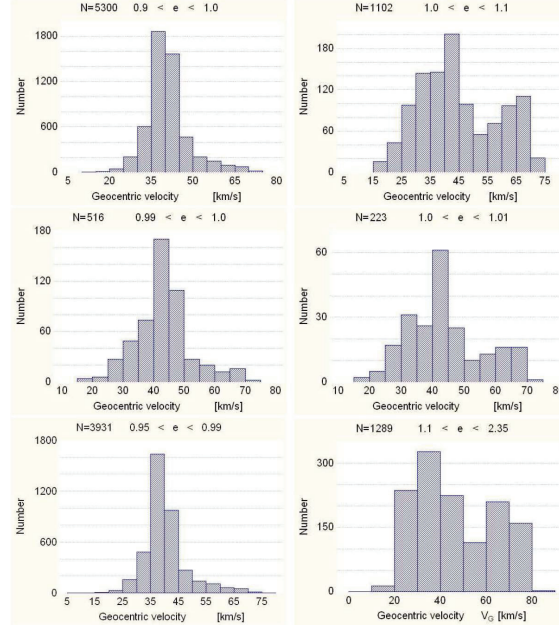 N=5300 0.9 < e < 1.0
1800
1200
600
0
Number
5 20 35 50 65 80
Geocentric velocity [km/s]
N=1102 1.0 < e < 1.1
180
120
60
0
Number
5 15 25 35 45 55 65 75
Geocentric velocity [km/s]
N=516 0.99 < e < 1.0
180
120
60
0
Number
10 20 30 40 50 60 70 80
Geocentric velocity [km/s]
N=223 1.0 < e < 1.01
60
30
0
Number
10 20 30 40 50 60 70 80
Geocentric velocity [km/s]
N=3931 0.95 < e < 0.99
1800
1200
600
0
Number
5 15 25 35 45 55 65 75
Geocentric velocity [km/s]
N=1289 1.1 < e < 2.35
300
150
0
Number
0 20 40 60 80
Geocentric velocity V_G [km/s]